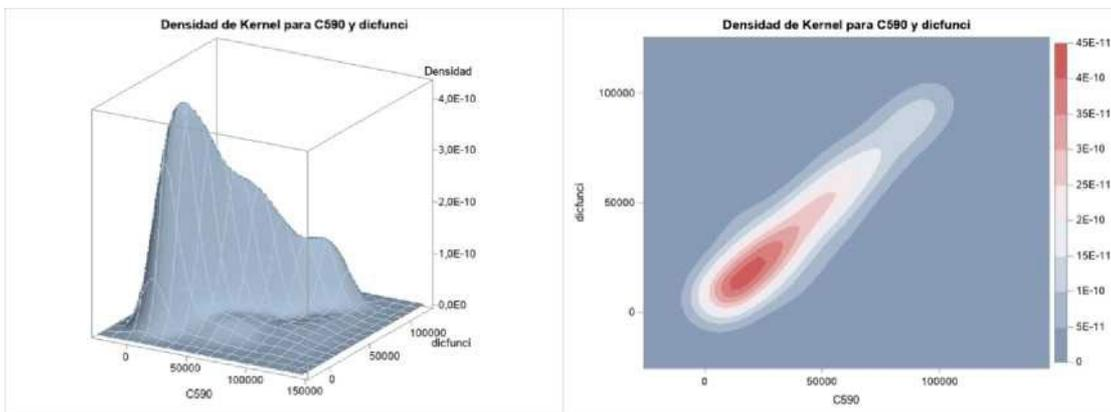 Densidad de Kernel para C590 y dicfunci
Densidad
4,0E-10
3,0E-10
2,0E-10
1,0E-10
0,0E0
100000
dicfunci
50000
0
0
50000
100000
150000
C590
Densidad de Kernel para C590 y dicfunci
100000
50000
0
dicfunci
0
50000
100000
C590
45E-11
4E-10
35E-11
3E-10
25E-11
2E-10
15E-11
1E-10
5E-11
0